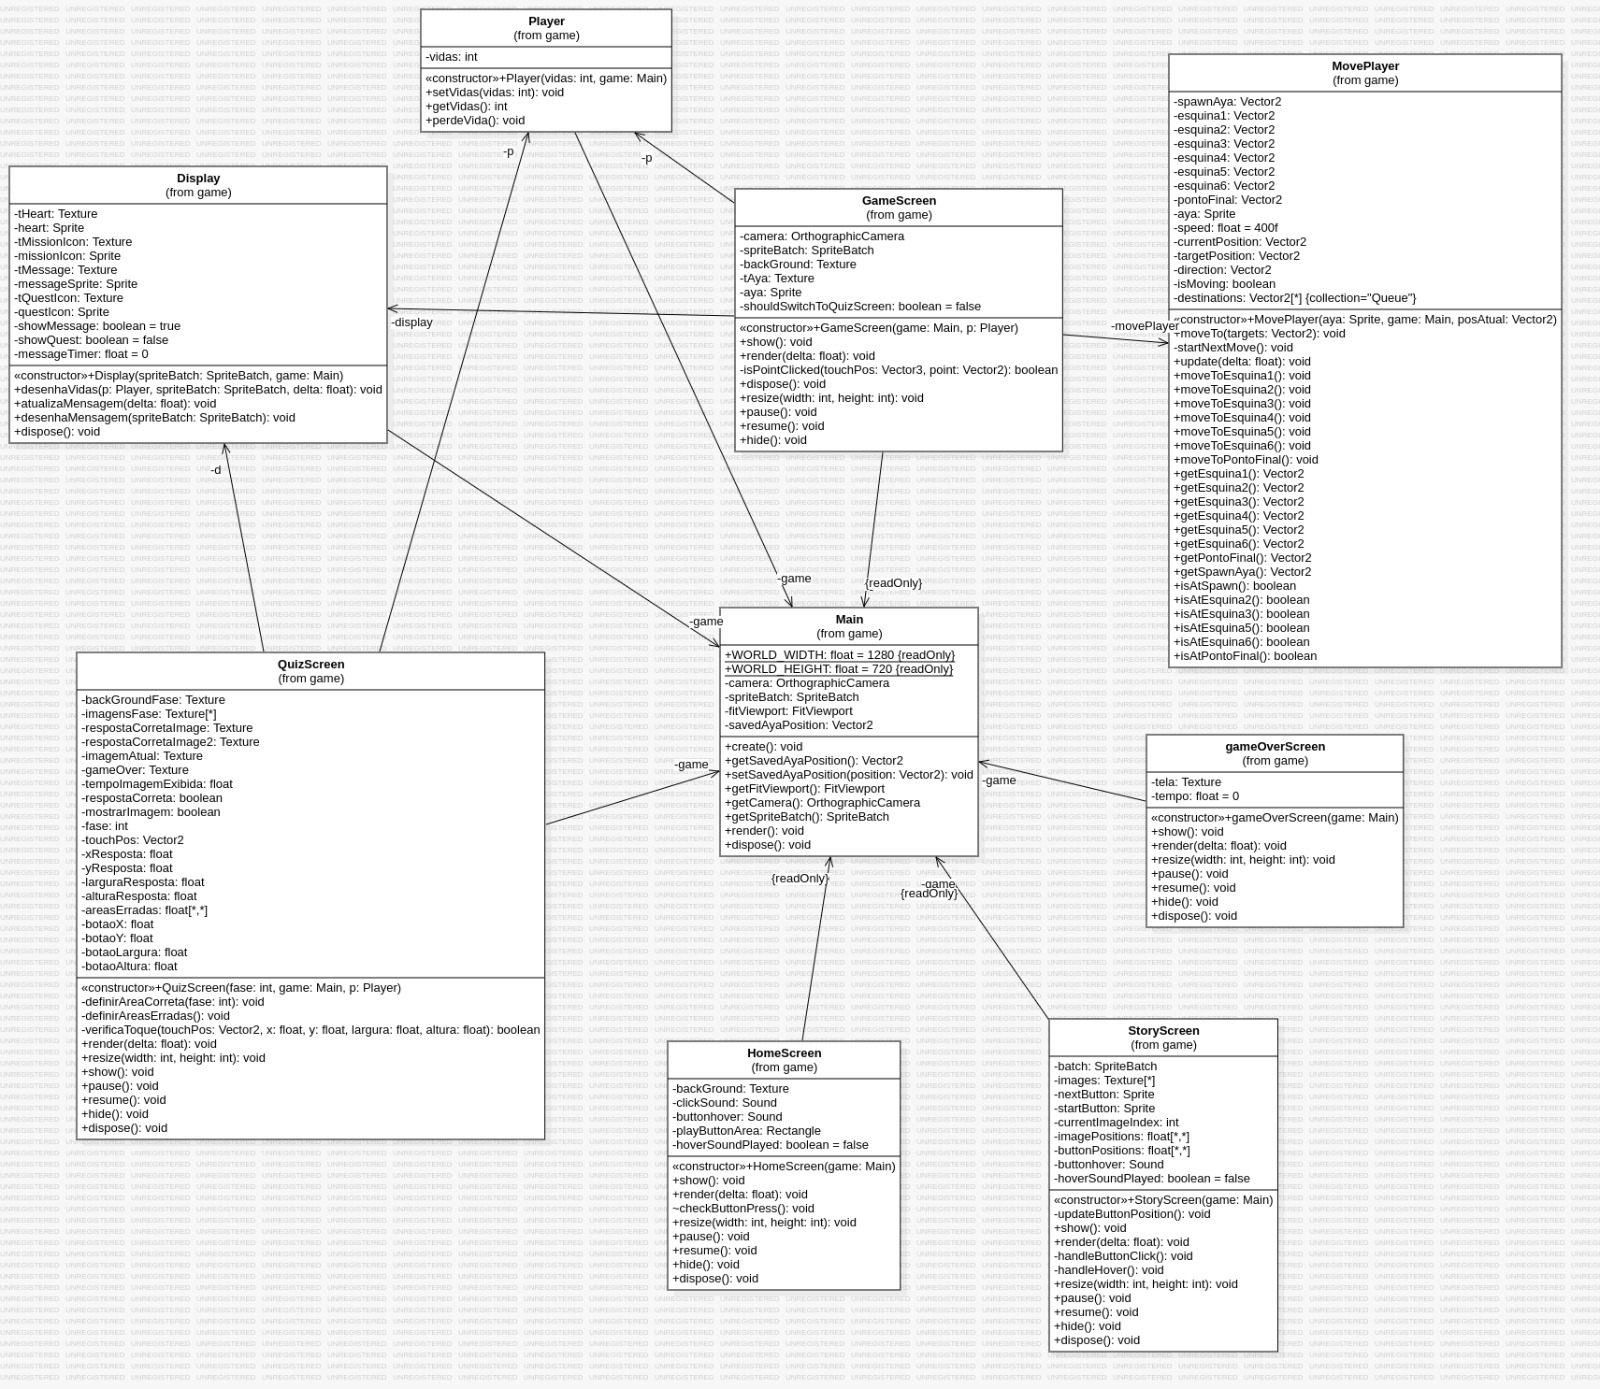 Player
(from game)
-vidas: int
«constructor»+Player(vidas: int, game: Main)
+setVidas(vidas: int): void
+getVidas(): int
+perdeVida(): void
MovePlayer
(from game)
-spawnAya: Vector2
-esquina1: Vector2
-esquina2: Vector2
-esquina3: Vector2
-esquina4: Vector2
-esquina5: Vector2
-esquina6: Vector2
-pontoFinal: Vector2
-aya: Sprite
-speed: float = 400f
-currentPosition: Vector2
-targetPosition: Vector2
-direction: Vector2
-isMoving: boolean
-destinations: Vector2[*] {collection="Queue"}
«constructor»+MovePlayer(aya: Sprite, game: Main, posAtual: Vector2)
-moveTo(targets: Vector2): void
-startNextMove(): void
+update(delta: float): void
+moveToEsquina1(): void
+moveToEsquina2(): void
+moveToEsquina3(): void
+moveToEsquina4(): void
+moveToEsquina5(): void
+moveToEsquina6(): void
+moveToPontoFinal(): void
+getEsquina1(): Vector2
+getEsquina2(): Vector2
+getEsquina3(): Vector2
+getEsquina4(): Vector2
+getEsquina5(): Vector2
+getEsquina6(): Vector2
+getPontoFinal(): Vector2
+getSpawnAya(): Vector2
+isAtSpawn(): boolean
+isAtEsquina2(): boolean
+isAtEsquina3(): boolean
+isAtEsquina5(): boolean
+isAtEsquina6(): boolean
+isAtPontoFinal(): boolean
-p
-p
Display
(from game)
-tHeart: Texture
-heart: Sprite
-tMissionIcon: Texture
-missionIcon: Sprite
-tMessage: Texture
-messageSprite: Sprite
-tQuestIcon: Texture
-questIcon: Sprite
-showMessage: boolean = true
-showQuest: boolean = false
-messageTimer: float = 0
«constructor»+Display(spriteBatch: SpriteBatch, game: Main)
+desenhaVidas(p: Player, spriteBatch: SpriteBatch, delta: float): void
+atualizaMensagem(delta: float): void
+desenhaMensagem(spriteBatch: SpriteBatch): void
+dispose(): void
GameScreen
(from game)
-camera: OrthographicCamera
-spriteBatch: SpriteBatch
-backGround: Texture
-tAya: Texture
-aya: Sprite
-shouldSwitchToQuizScreen: boolean = false
«constructor»+GameScreen(game: Main, p: Player)
+show(): void
+render(delta: float): void
-isPointClicked(touchPos: Vector3, point: Vector2): boolean
+dispose(): void
+resize(width: int, height: int): void
+pause(): void
+resume(): void
+hide(): void
-display
-movePlayer
-d
-game
{readOnly}
-game
Main
(from game)
+WORLD_WIDTH: float = 1280 {readOnly}
+WORLD_HEIGHT: float = 720 {readOnly}
-camera: OrthographicCamera
-spriteBatch: SpriteBatch
-fitViewport: FitViewport
-savedAyaPosition: Vector2
+create(): void
+getSavedAyaPosition(): Vector2
+setSavedAyaPosition(position: Vector2): void
+getFitViewport(): FitViewport
+getCamera(): OrthographicCamera
+getSpriteBatch(): SpriteBatch
+render(): void
+dispose(): void
QuizScreen
(from game)
-backGroundFase: Texture
-imagensFase: Texture[*]
-respostaCorretaImage: Texture
-respostaCorretaImage2: Texture
-imagemAtual: Texture
-gameOver: Texture
-tempoImagemExibida: float
-respostaCorreta: boolean
-mostrarImagem: boolean
-fase: int
-touchPos: Vector2
-xResposta: float
-yResposta: float
-larguraResposta: float
-alturaResposta: float
-areasErradas: float[*,*]
-botaoX: float
-botaoY: float
-botaoLargura: float
-botaoAltura: float
«constructor»+QuizScreen(fase: int, game: Main, p: Player)
-definirAreaCorreta(fase: int): void
-definirAreasErradas(): void
-verificaToque(touchPos: Vector2, x: float, y: float, largura: float, altura: float): boolean
+render(delta: float): void
+resize(width: int, height: int): void
+show(): void
+pause(): void
+resume(): void
+hide(): void
+dispose(): void
-game
-game
gameOverScreen
(from game)
-tela: Texture
-tempo: float = 0
«constructor»+gameOverScreen(game: Main)
+show(): void
+render(delta: float): void
+resize(width: int, height: int): void
+pause(): void
+resume(): void
+hide(): void
+dispose(): void
{readOnly}
-game
{readOnly}
HomeScreen
(from game)
-backGround: Texture
-clickSound: Sound
-buttonhover: Sound
-playButtonArea: Rectangle
-hoverSoundPlayed: boolean = false
«constructor»+HomeScreen(game: Main)
+show(): void
+render(delta: float): void
~checkButtonPress(): void
+resize(width: int, height: int): void
+pause(): void
+resume(): void
+hide(): void
+dispose(): void
StoryScreen
(from game)
-batch: SpriteBatch
-images: Texture[*]
-nextButton: Sprite
-startButton: Sprite
-currentImageIndex: int
-imagePositions: float[*,*]
-buttonPositions: float[*,*]
-buttonhover: Sound
-hoverSoundPlayed: boolean = false
«constructor»+StoryScreen(game: Main)
-updateButtonPosition(): void
+show(): void
+render(delta: float): void
-handleButtonClick(): void
-handleHover(): void
+resize(width: int, height: int): void
+pause(): void
+resume(): void
+hide(): void
+dispose(): void